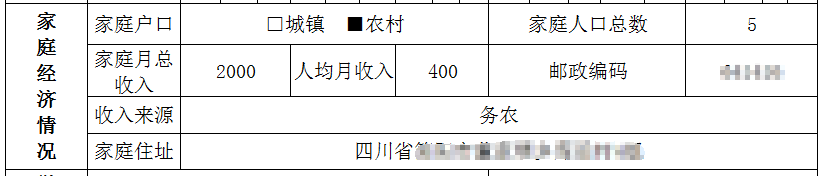 家庭经济情况
家庭户口 □城镇 ■农村 家庭人口总数 5
家庭月总收入 2000 人均月收入 400 邮政编码
收入来源 务农
家庭住址 四川省